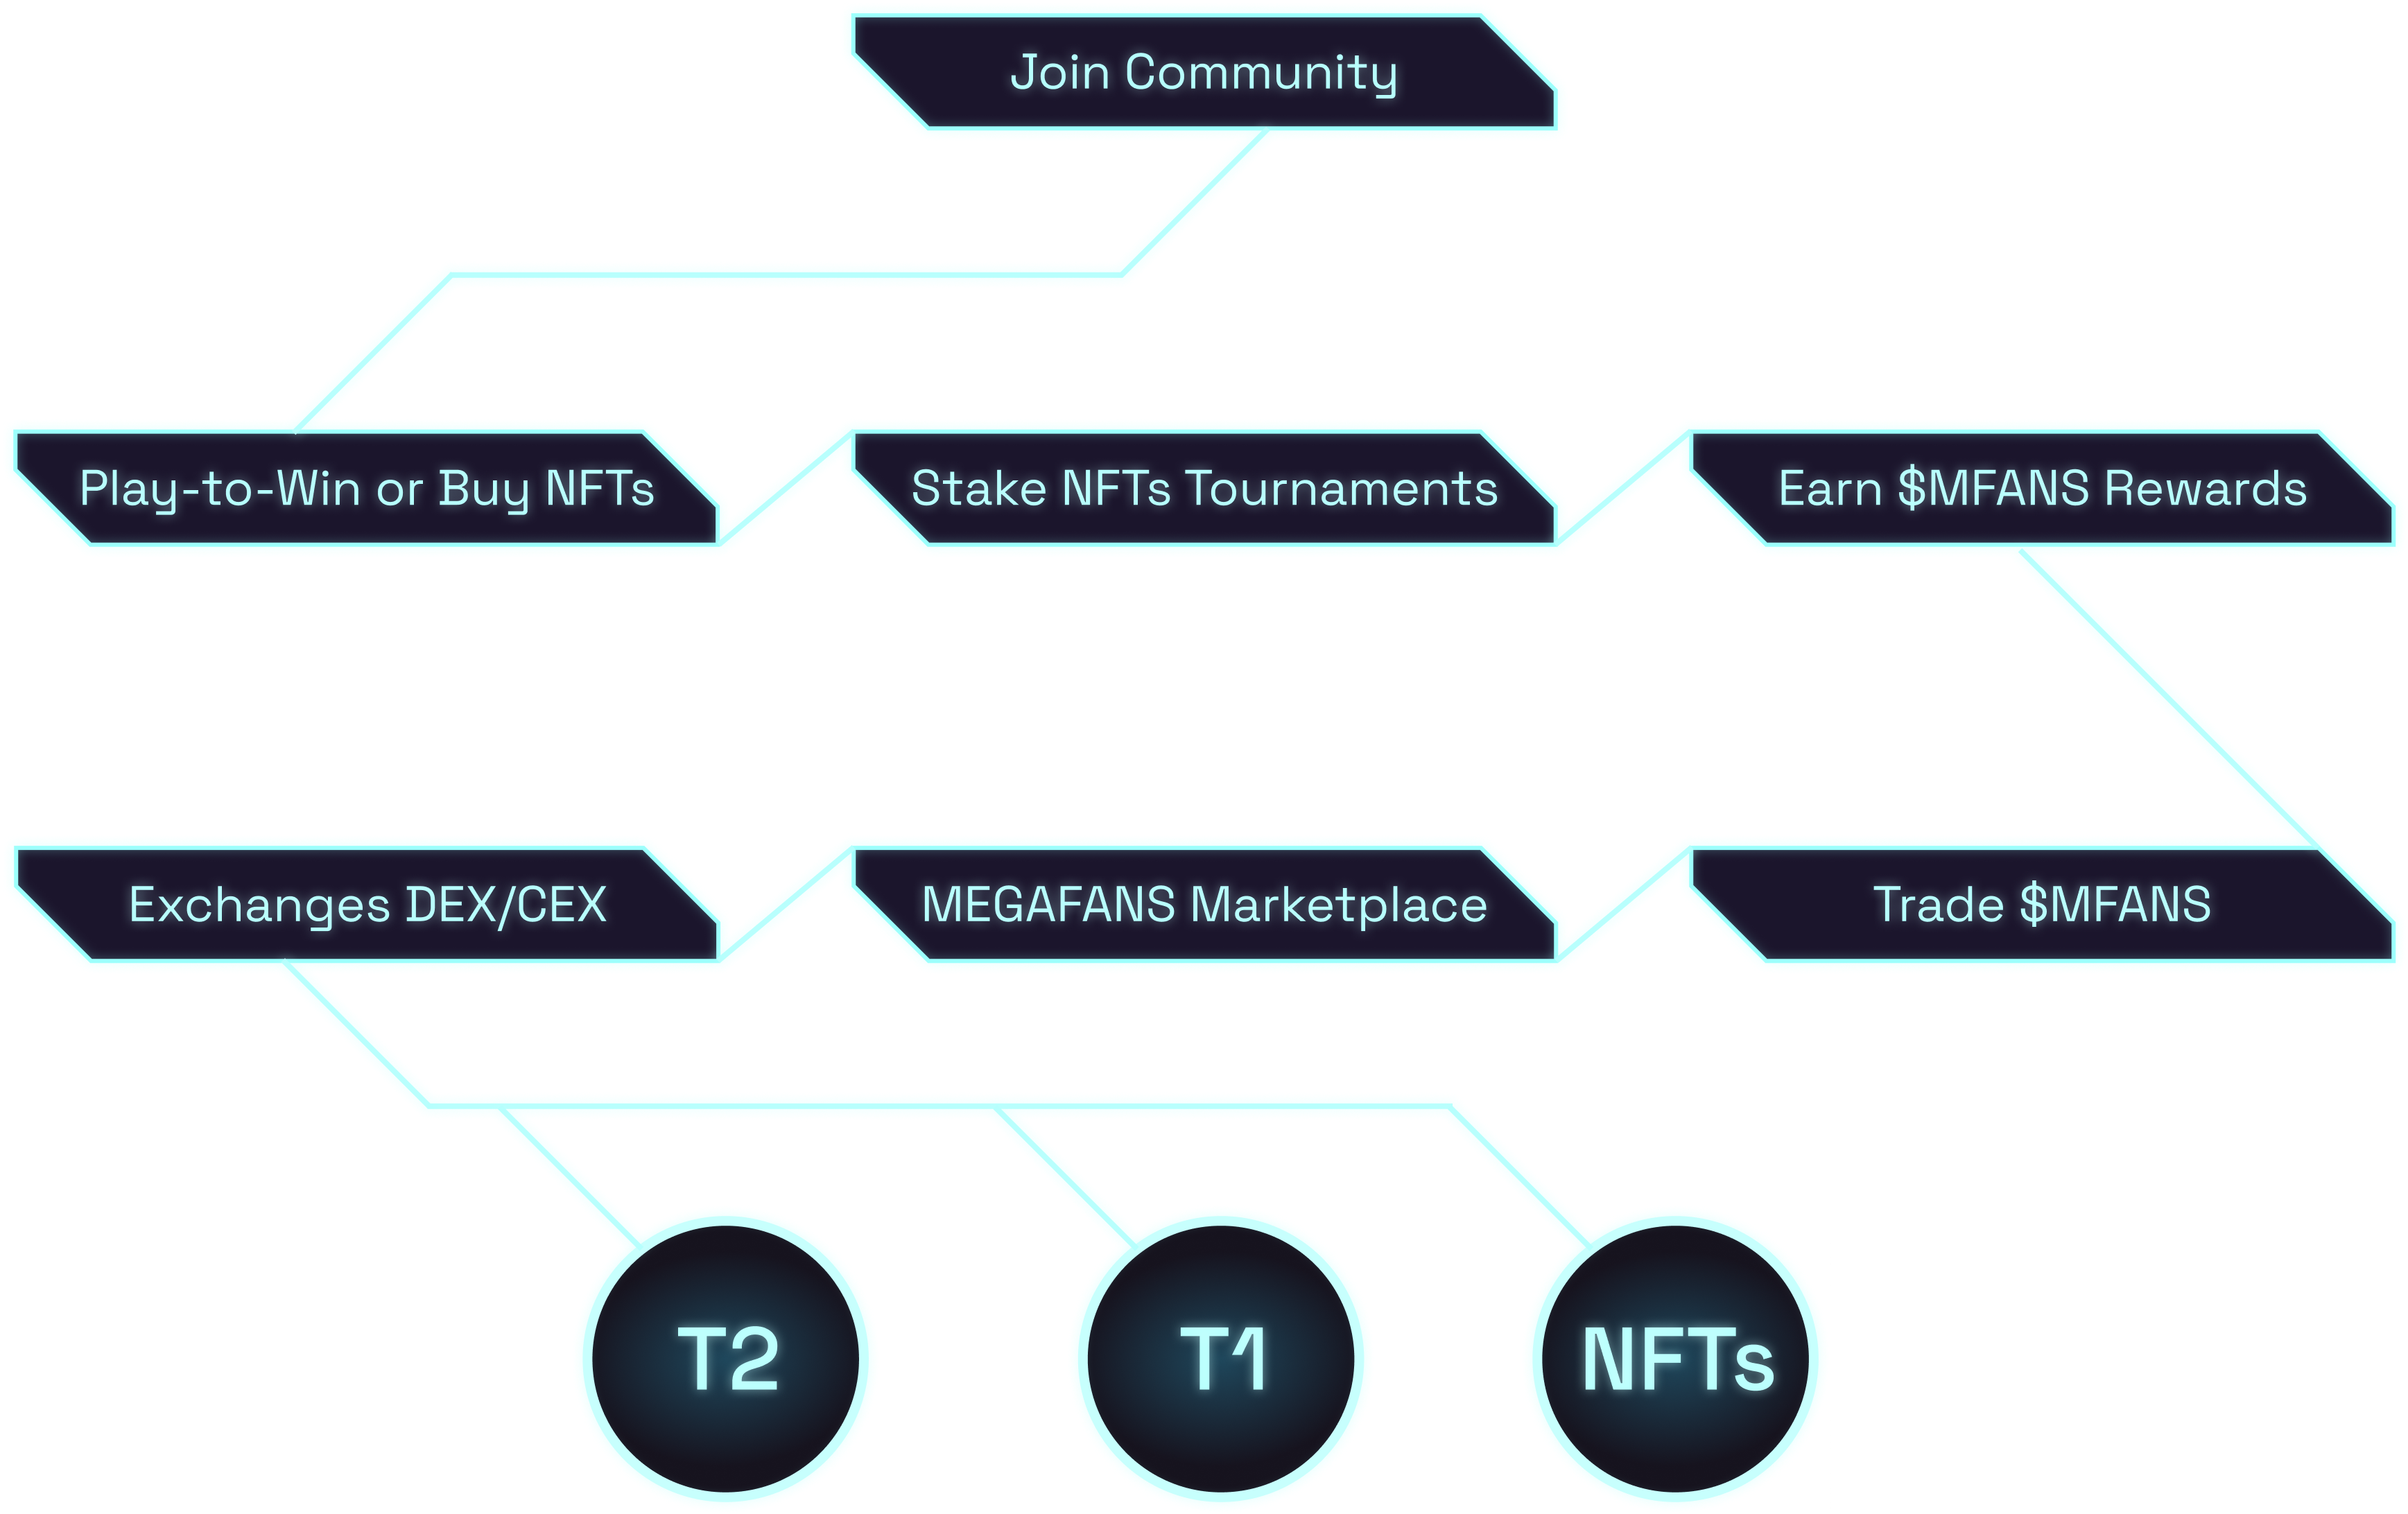 Join Community
Play-to-Win or Buy NFTs
Stake NFTs Tournaments
Earn $MFANS Rewards
Exchanges DEX/CEX
MEGAFANS Marketplace
Trade $MFANS
T2
T1
NFTs